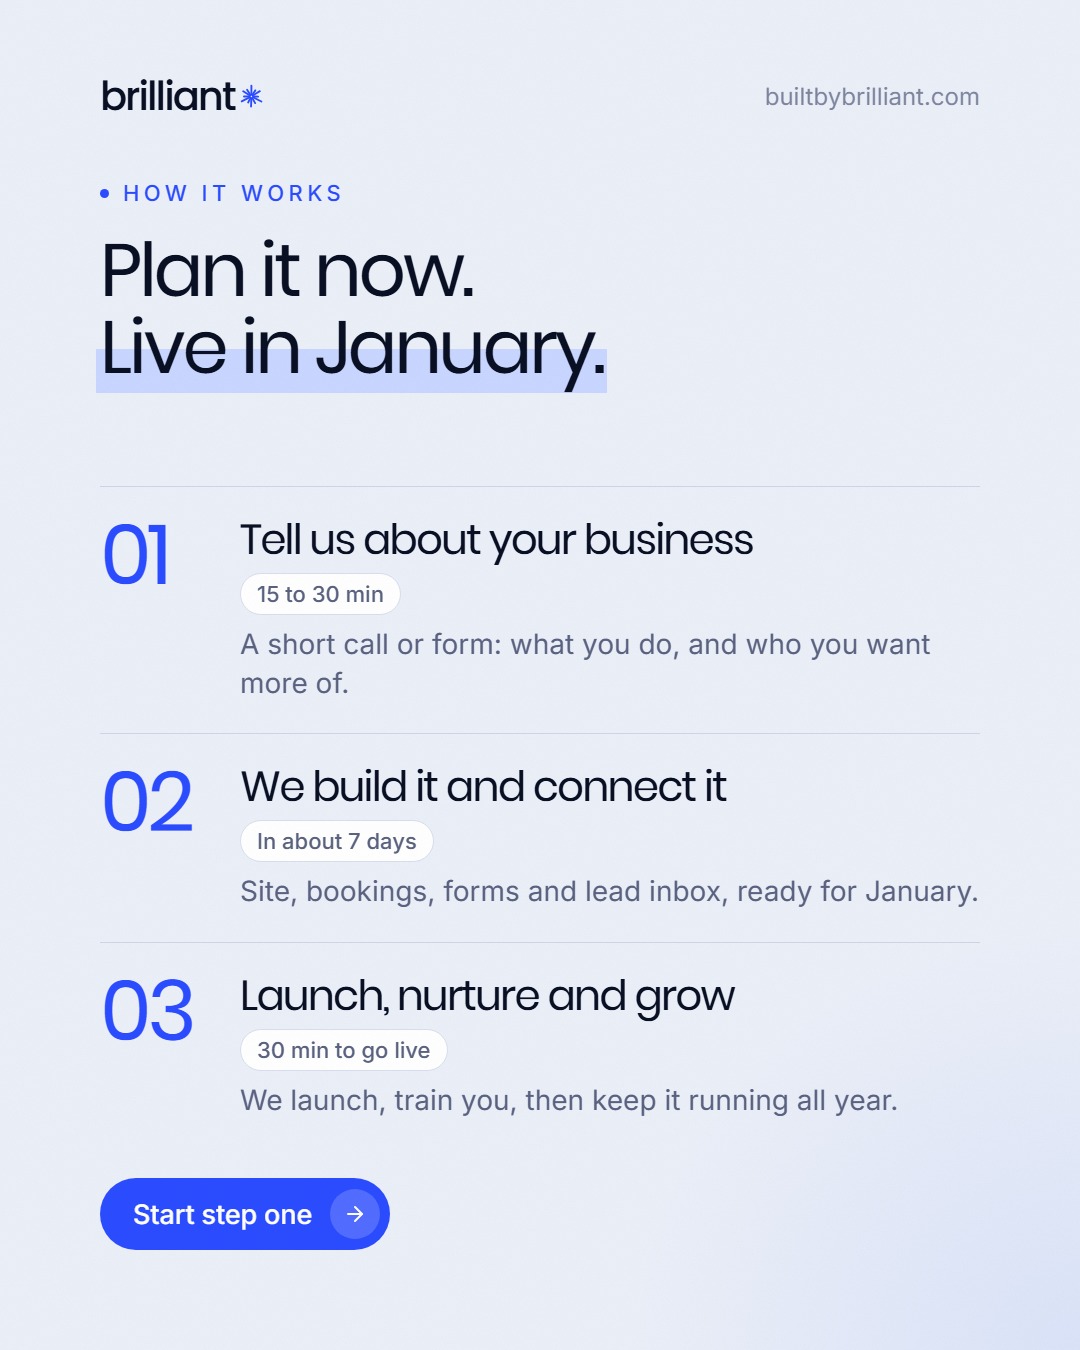 brilliant
builtbybrilliant.com
HOW IT WORKS
Plan it now.
Live in January.
01
Tell us about your business
15 to 30 min
A short call or form: what you do, and who you want
more of.
02
We build it and connect it
In about 7 days
Site, bookings, forms and lead inbox, ready for January.
03
Launch, nurture and grow
30 min to go live
We launch, train you, then keep it running all year.
Start step one